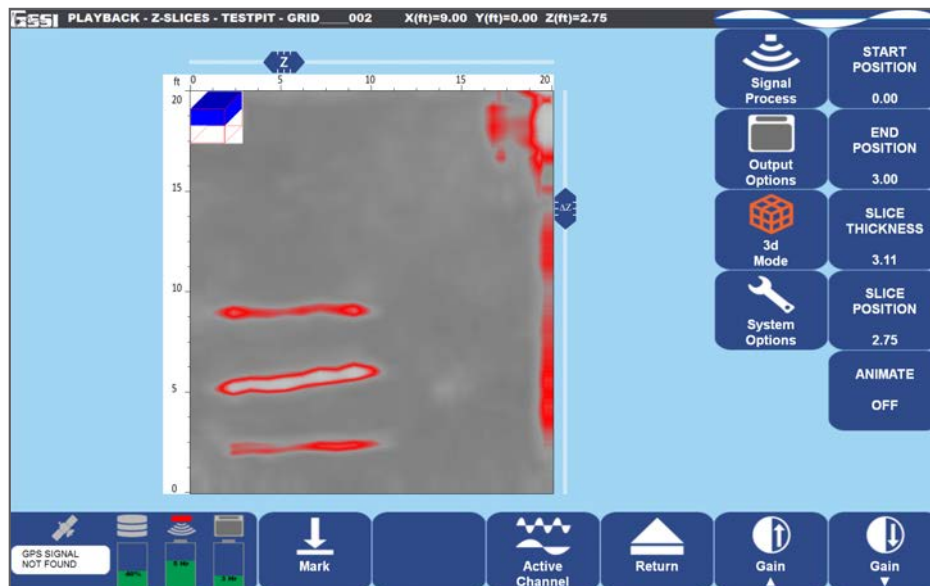 GSSI PLAYBACK - Z-SLICES - TESTPIT - GRID____002 X(ft)=9.00 Y(ft)=0.00 Z(ft)=2.75
Z
ft 0 5 10 15 20
20
15
10
5
0
ΔZ
Signal
Process
START
POSITION
0.00
Output
Options
END
POSITION
3.00
3d
Mode
SLICE
THICKNESS
3.11
System
Options
SLICE
POSITION
2.75
ANIMATE
OFF
GPS SIGNAL
NOT FOUND
Mark
Active
Channel
Return
Gain
▲
Gain
▼